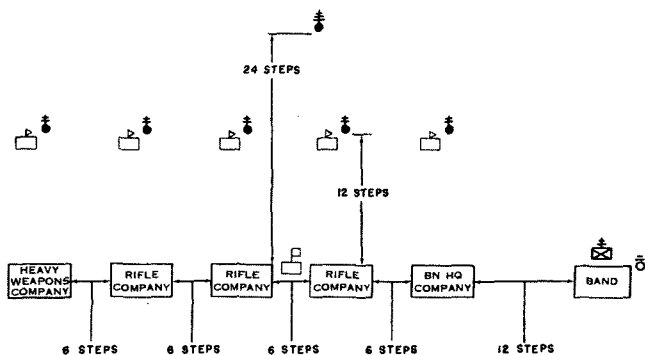 24 STEPS
12 STEPS
HEAVY
WEAPONS
COMPANY
RIFLE
COMPANY
RIFLE
COMPANY
RIFLE
COMPANY
BN HQ
COMPANY
BAND
6 STEPS
6 STEPS
6 STEPS
6 STEPS
12 STEPS